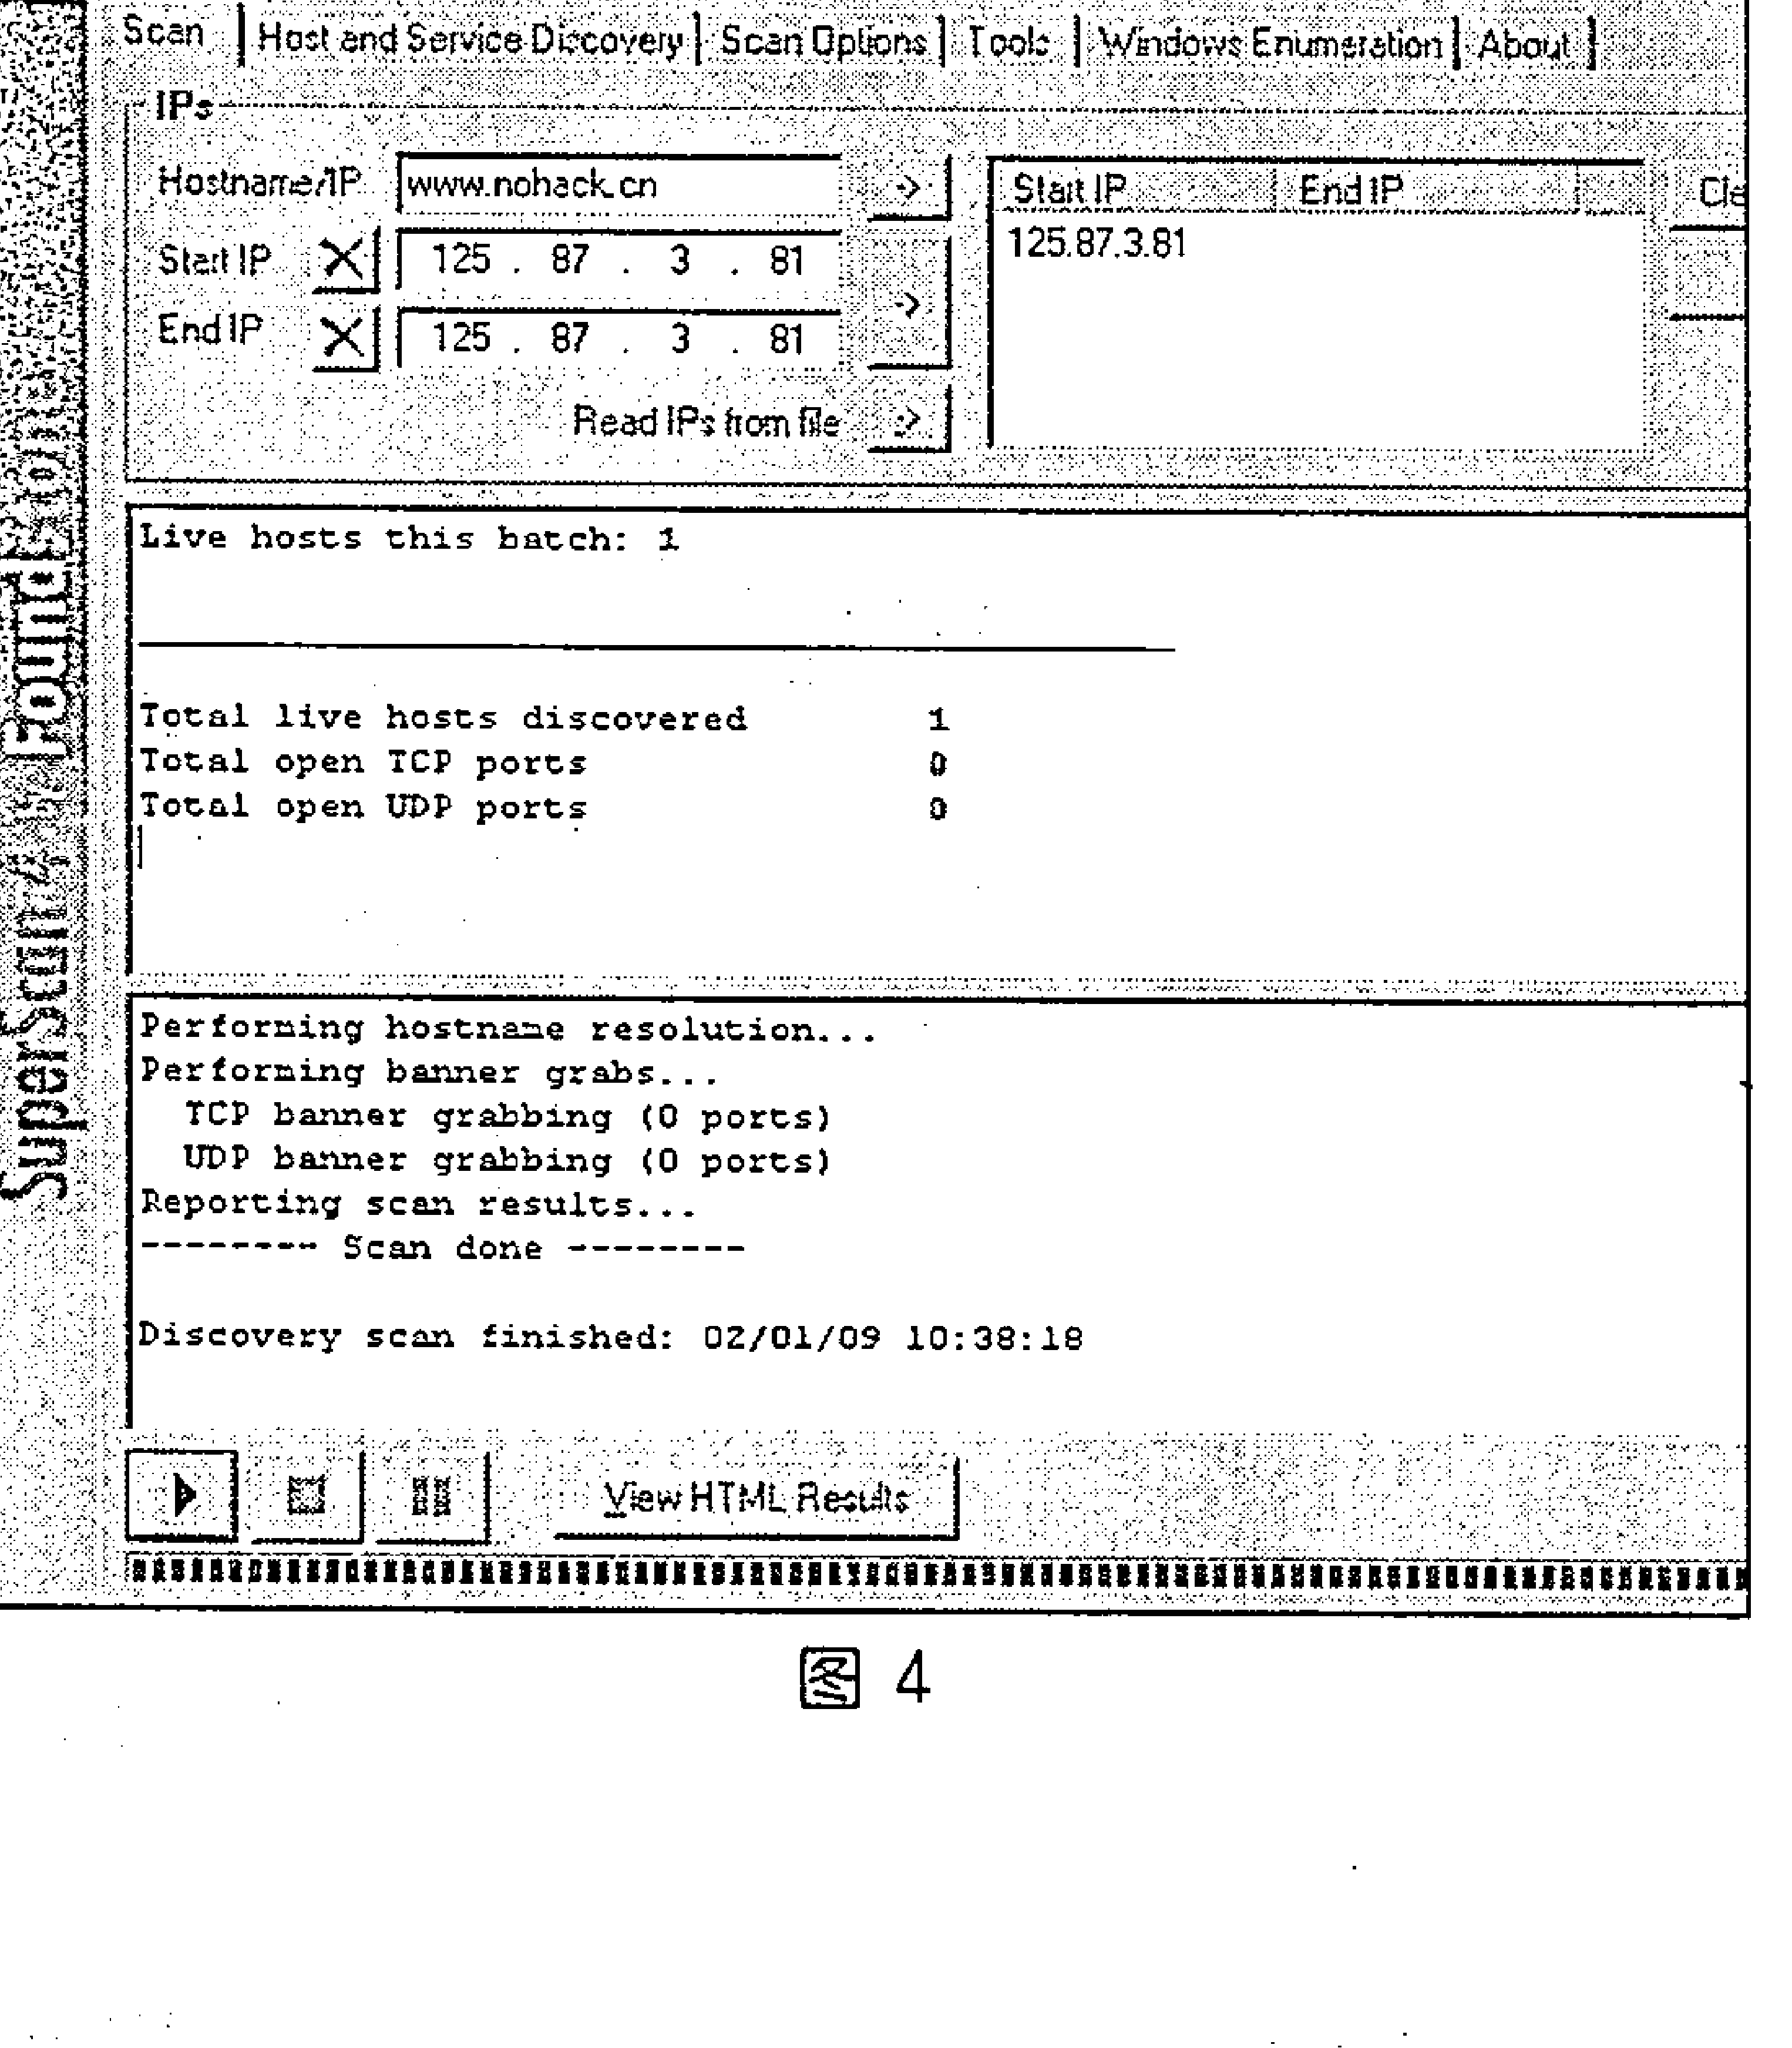 Scan Host and Service Discovery Scan Options Tools Windows Enumeration About
IPs
Hostname/IP www.nohack.cn ->
Start IP X 125 . 87 . 3 . 81
End IP X 125 . 87 . 3 . 81
->
Read IPs from file ->
Start IP End IP
125.87.3.81
Cle
Live hosts this batch: 1
Total live hosts discovered 1
Total open TCP ports 0
Total open UDP ports 0
Performing hostname resolution...
Performing banner grabs...
TCP banner grabbing (0 ports)
UDP banner grabbing (0 ports)
Reporting scan results...
-------- Scan done --------
Discovery scan finished: 02/01/09 10:38:18
View HTML Results
SuperScan
图 4